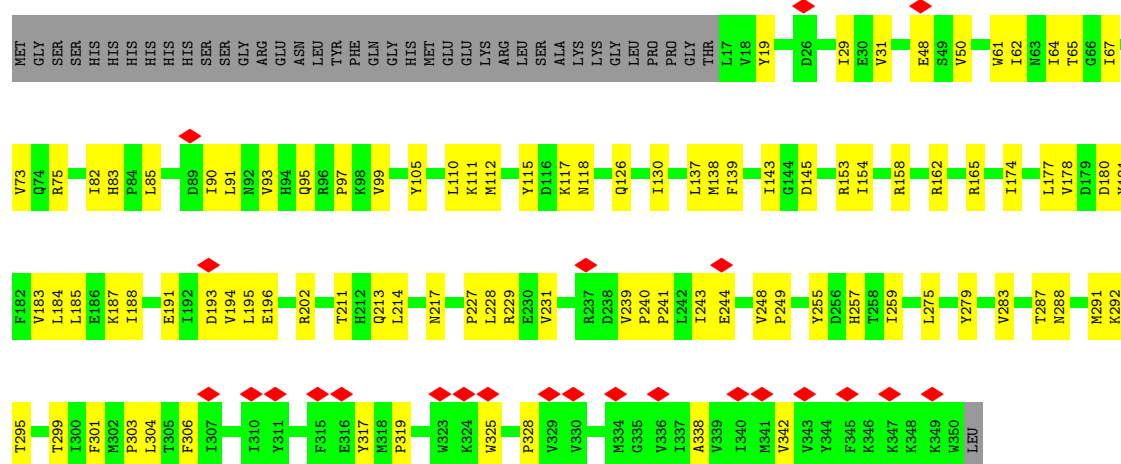 MET GLY SER SER HIS HIS HIS HIS HIS HIS SER SER GLY ARG GLU ASN LEU TYR PHE GLN GLY HIS MET GLU GLU LYS ARG LEU SER ALA LYS LYS GLY LEU PRO PRO GLY THR L17 V18 Y19 D26 I29 E30 V31 E48 S49 V50 W61 I62 N63 I64 T65 G66 I67
V73 Q74 R75 I82 H83 P84 L85 D89 I90 L91 N92 V93 H94 Q95 R96 P97 K98 V99 Y105 L110 K111 M112 Y115 D116 K117 N118 Q126 I130 L137 M138 F139 I143 G144 D145 R153 I154 R158 R162 R165 I174 L177 V178 D179 D180
F182 V183 L184 L185 E186 K187 I188 E191 I192 D193 V194 L195 E196 R202 T211 H212 Q213 L214 N217 P227 L228 R229 E230 V231 R237 D238 V239 P240 P241 L242 I243 E244 V248 P249 Y255 D256 H257 T258 I259 L275 Y279 V283 T287 N288 M291 K292
T295 T299 I300 F301 M302 P303 L304 T305 F306 I307 I310 Y311 F315 E316 Y317 M318 P319 W323 K324 W325 P328 V329 V330 M334 G335 V336 I337 A338 V339 I340 M341 V342 V343 Y344 F345 K346 K347 K348 K349 W350 LEU